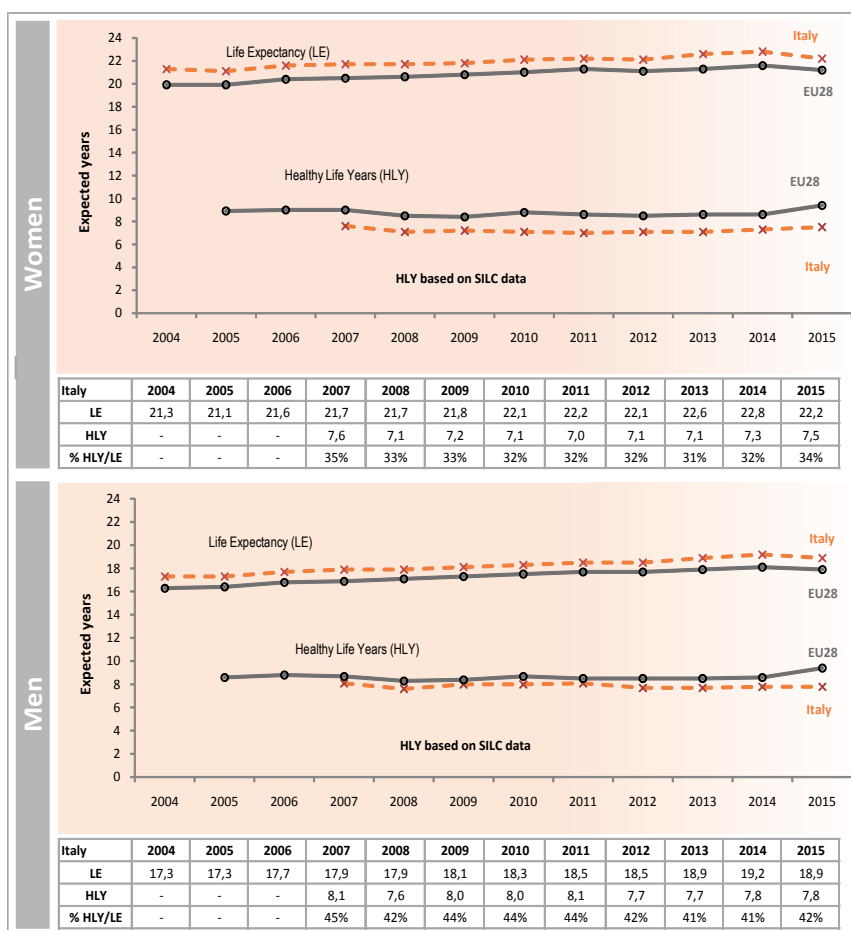 Women
24
22
20
18
16
14
12
10
8
6
4
2
0
Expected years
Life Expectancy (LE)
Italy
EU28
Healthy Life Years (HLY)
EU28
Italy
HLY based on SILC data
2004 2005 2006 2007 2008 2009 2010 2011 2012 2013 2014 2015
Italy 2004 2005 2006 2007 2008 2009 2010 2011 2012 2013 2014 2015
LE 21,3 21,1 21,6 21,7 21,7 21,8 22,1 22,2 22,1 22,6 22,8 22,2
HLY - - - 7,6 7,1 7,2 7,1 7,0 7,1 7,1 7,3 7,5
% HLY/LE - - - 35% 33% 33% 32% 32% 32% 31% 32% 34%
Men
24
22
20
18
16
14
12
10
8
6
4
2
0
Expected years
Life Expectancy (LE)
Italy
EU28
Healthy Life Years (HLY)
EU28
Italy
HLY based on SILC data
2004 2005 2006 2007 2008 2009 2010 2011 2012 2013 2014 2015
Italy 2004 2005 2006 2007 2008 2009 2010 2011 2012 2013 2014 2015
LE 17,3 17,3 17,7 17,9 17,9 18,1 18,3 18,5 18,5 18,9 19,2 18,9
HLY - - - 8,1 7,6 8,0 8,0 8,1 7,7 7,7 7,8 7,8
% HLY/LE - - - 45% 42% 44% 44% 44% 42% 41% 41% 42%